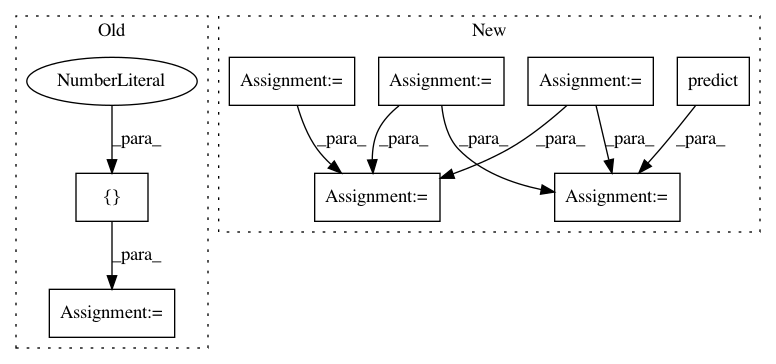 Old
New
NumberLiteral
Assignment:=
Assignment:=
Assignment:=
predict
_para_
_para_
_para_
_para_
_para_
_para_
_para_
{}
Assignment:=
Assignment:=
_para_
Assignment:=